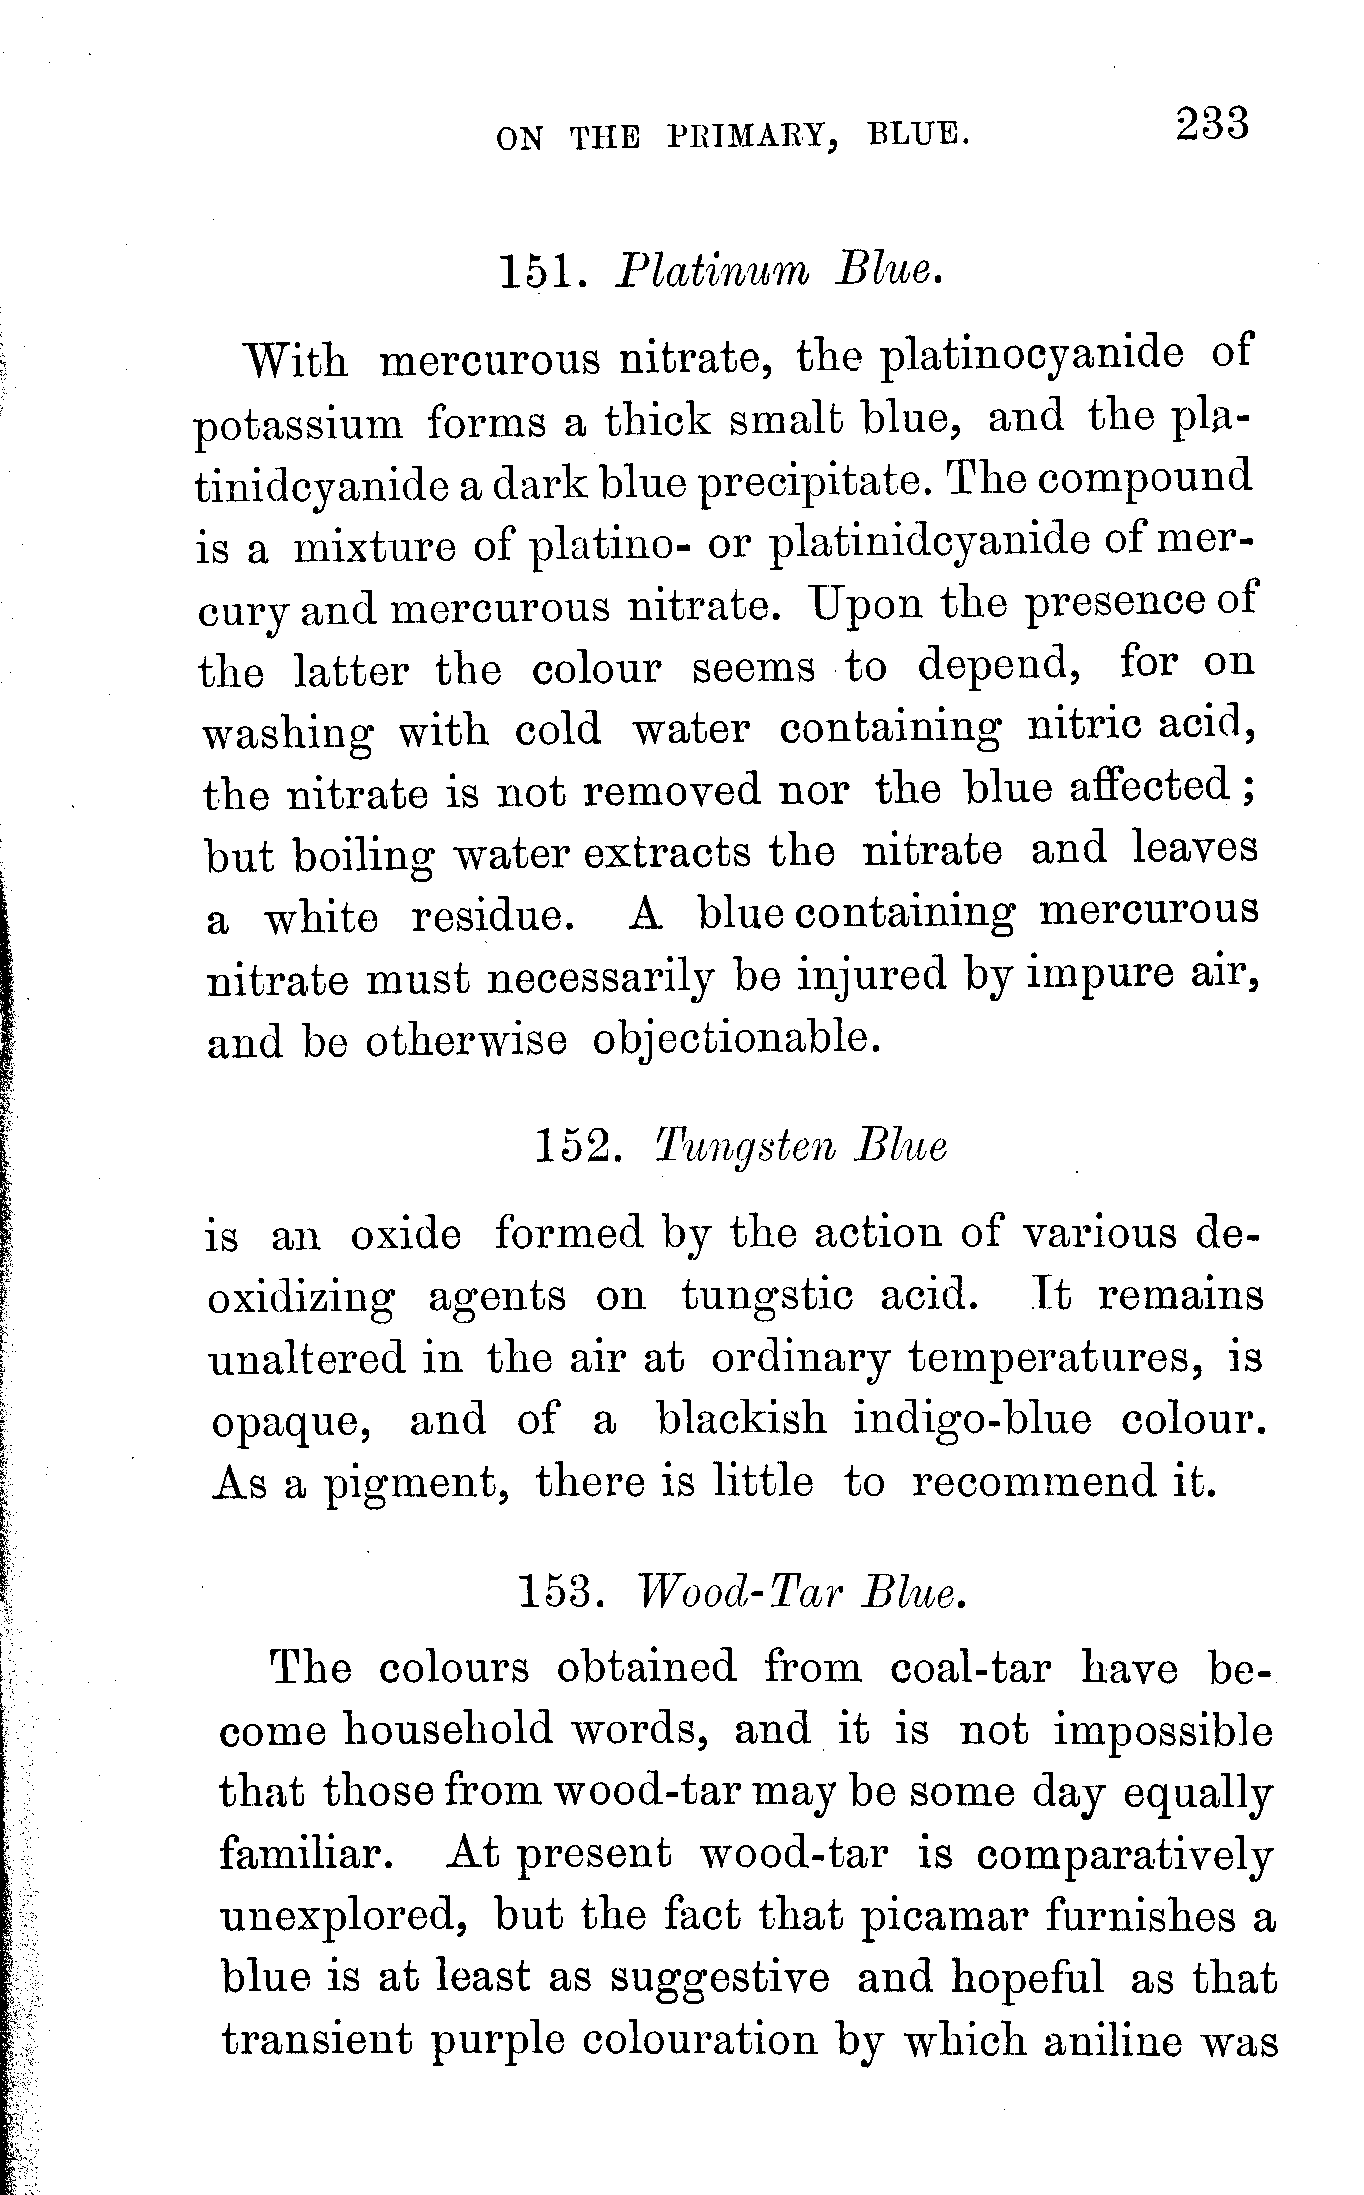 ON THE PRIMARY, BLUE. 233
151. Platinum Blue.
With mercurous nitrate, the platinocyanide of
potassium forms a thick smalt blue, and the pla-
tinidcyanide a dark blue precipitate. The compound
is a mixture of platino- or platinidcyanide of mer-
cury and mercurous nitrate. Upon the presence of
the latter the colour seems to depend, for on
washing with cold water containing nitric acid,
the nitrate is not removed nor the blue affected;
but boiling water extracts the nitrate and leaves
a white residue. A blue containing mercurous
nitrate must necessarily be injured by impure air,
and be otherwise objectionable.
152. Tungsten Blue
is an oxide formed by the action of various de-
oxidizing agents on tungstic acid. It remains
unaltered in the air at ordinary temperatures, is
opaque, and of a blackish indigo-blue colour.
As a pigment, there is little to recommend it.
153. Wood-Tar Blue.
The colours obtained from coal-tar have be-
come household words, and it is not impossible
that those from wood-tar may be some day equally
familiar. At present wood-tar is comparatively
unexplored, but the fact that picamar furnishes a
blue is at least as suggestive and hopeful as that
transient purple colouration by which aniline was